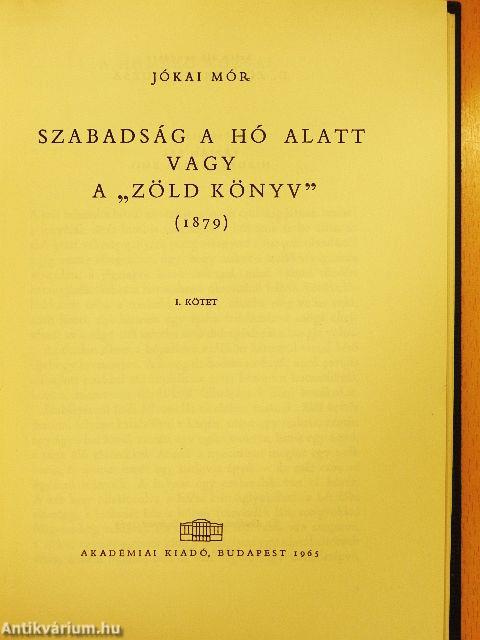 JÓKAI MÓR
SZABADSÁG A HÓ ALATT
VAGY
A „ZÖLD KÖNYV”
(1879)
I. KÖTET
AKADÉMIAI KIADÓ, BUDAPEST 1965
Antikvárium.hu